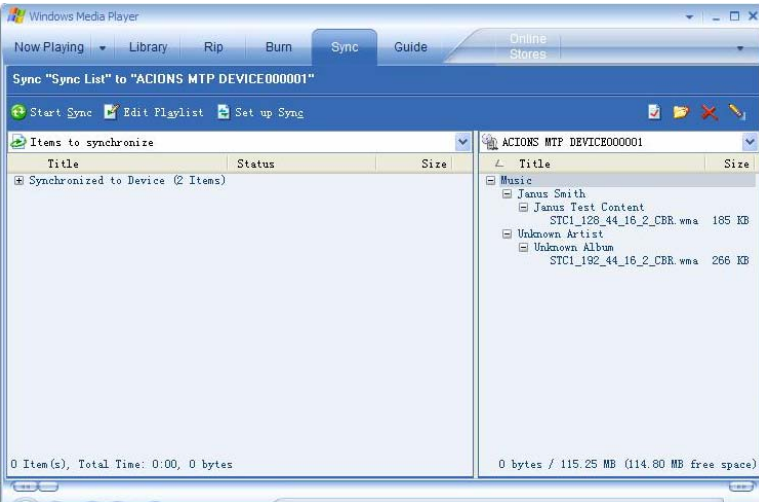 Windows Media Player
Now Playing Library Rip Burn Sync Guide Online Stores
Sync "Sync List" to "ACIONS MTP DEVICE000001"
Start Sync Edit Playlist Set up Sync
Items to synchronize
Title Status Size
Synchronized to Device (2 Items)
0 Item(s), Total Time: 0:00, 0 bytes
ACIONS MTP DEVICE000001
Title Size
Music
Janus Smith
Janus Test Content
STC1_128_44_16_2_CBR.wma 185 KB
Unknown Artist
Unknown Album
STC1_192_44_16_2_CBR.wma 266 KB
0 bytes / 115.25 MB (114.80 MB free space)